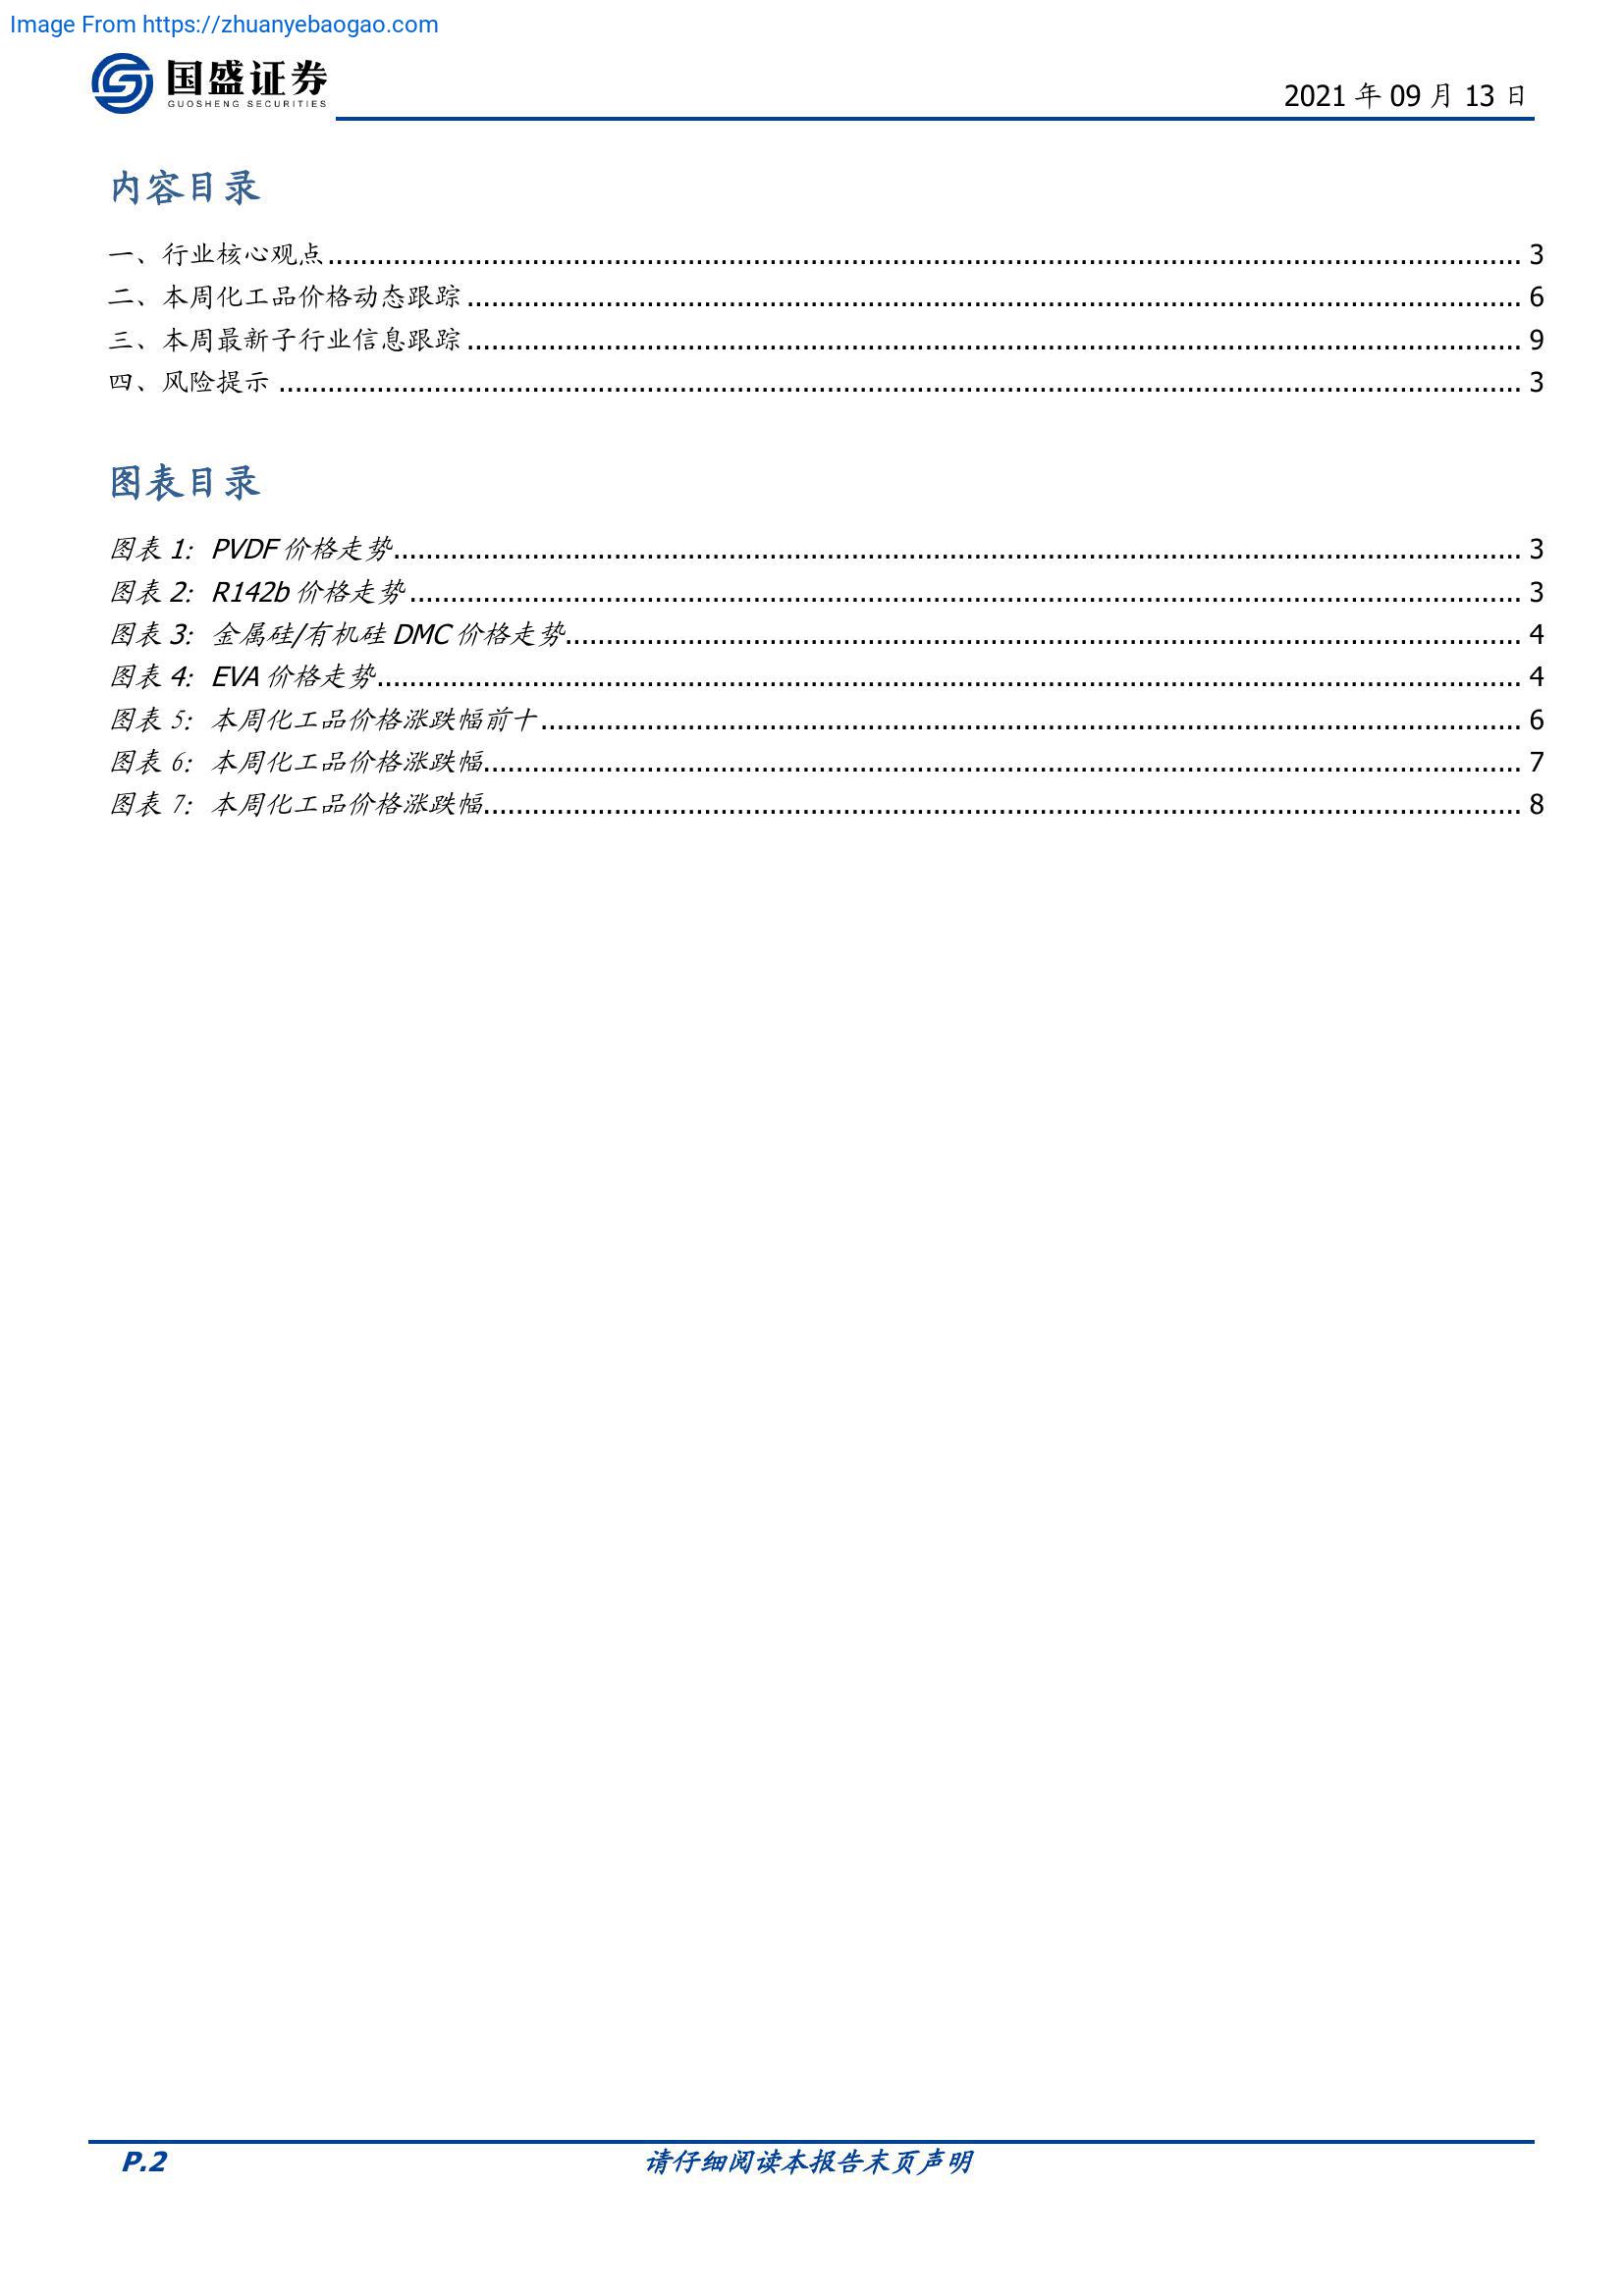 Image From https://zhuanyebaogao.com
国盛证券
GUOSHENG SECURITIES
2021 年 09 月 13 日
内容目录
一、行业核心观点 3
二、本周化工品价格动态跟踪 6
三、本周最新子行业信息跟踪 9
四、风险提示 3
图表目录
图表 1: PVDF 价格走势 3
图表 2: R142b 价格走势 3
图表 3: 金属硅/有机硅 DMC 价格走势 4
图表 4: EVA 价格走势 4
图表 5: 本周化工品价格涨跌幅前十 6
图表 6: 本周化工品价格涨跌幅 7
图表 7: 本周化工品价格涨跌幅 8
P.2
请仔细阅读本报告末页声明